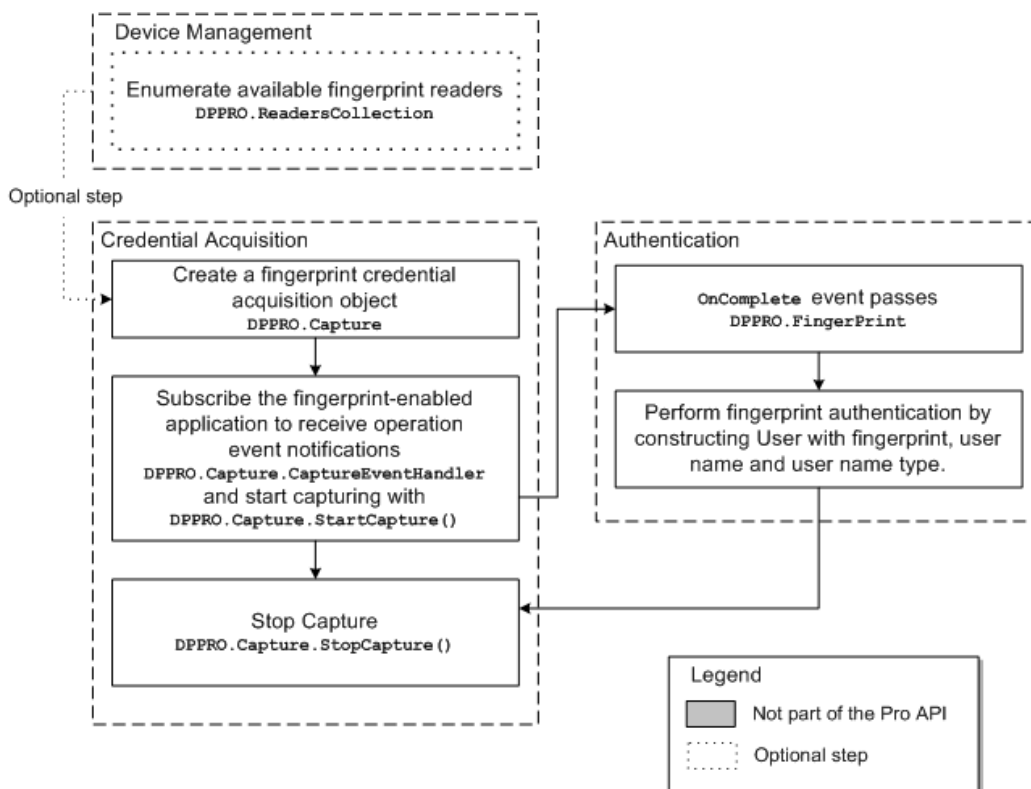 Device Management
Enumerate available fingerprint readers
DPPRO.ReadersCollection
Optional step
Credential Acquisition
Create a fingerprint credential
acquisition object
DPPRO.Capture
Subscribe the fingerprint-enabled
application to receive operation
event notifications
DPPRO.Capture.CaptureEventHandler
and start capturing with
DPPRO.Capture.StartCapture()
Stop Capture
DPPRO.Capture.StopCapture()
Authentication
OnComplete event passes
DPPRO.FingerPrint
Perform fingerprint authentication by
constructing User with fingerprint, user
name and user name type.
Legend
Not part of the Pro API
Optional step